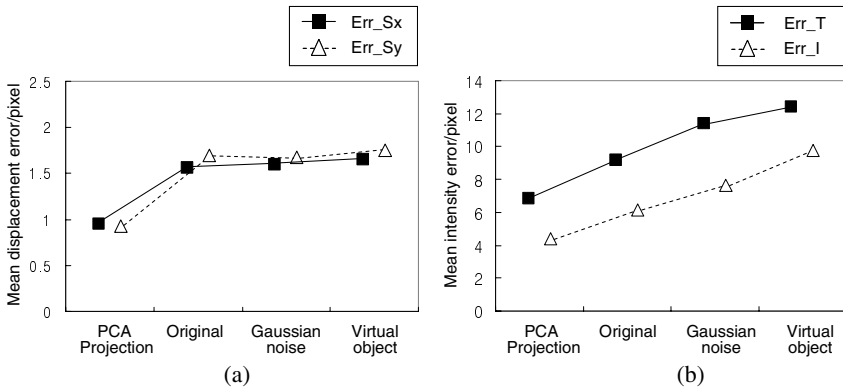 Err_Sx
Err_Sy
Mean displacement error/pixel
2.5
2
1.5
1
0.5
0
PCA Projection
Original
Gaussian noise
Virtual object
(a)
Err_T
Err_I
Mean intensity error/pixel
14
12
10
8
6
4
2
0
PCA Projection
Original
Gaussian noise
Virtual object
(b)